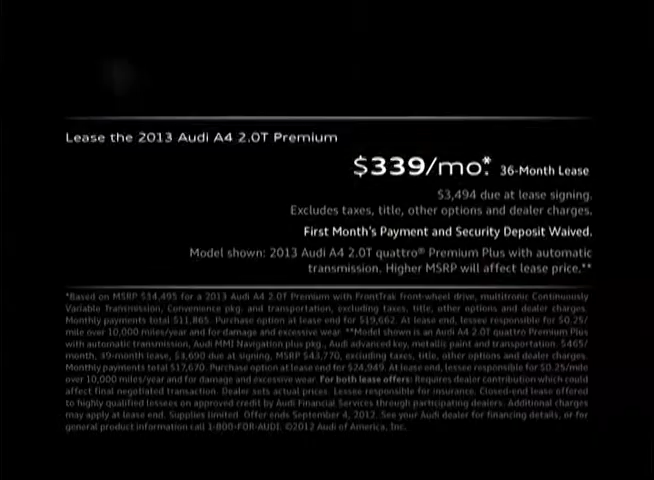 Lease the 2013 Audi A4 2.0T Premium
$339/mo.* 36-Month Lease
$3,494 due at lease signing.
Excludes taxes, title, other options and dealer charges.
First Month's Payment and Security Deposit Waived.
Model shown: 2013 Audi A4 2.0T quattro® Premium Plus with automatic
transmission. Higher MSRP will affect lease price.**
*Based on MSRP $34,495 for a 2013 Audi A4 2.0T Premium with FrontTrak front-wheel drive, multitronic Continuously
Variable Transmission, Convenience pkg. and transportation, excluding taxes, title, other options and dealer charges.
Monthly payments total $11,865. Purchase option at lease end for $19,662. At lease end, lessee responsible for $0.25/
mile over 10,000 miles/year and for damage and excessive wear. **Model shown is an Audi A4 2.0T quattro Premium Plus
with automatic transmission, Audi MMI Navigation plus pkg., Audi advanced key, metallic paint and transportation. $465/
month, 39-month lease, $3,690 due at signing, MSRP $43,770, excluding taxes, title, other options and dealer charges.
Monthly payments total $17,670. Purchase option at lease end for $24,949. At lease end, lessee responsible for $0.25/mile
over 10,000 miles/year and for damage and excessive wear. For both lease offers: Requires dealer contribution which could
affect final negotiated transaction. Dealer sets actual prices. Lessee responsible for insurance. Closed-end lease offered
to highly qualified lessees on approved credit by Audi Financial Services through participating dealers. Additional charges
may apply at lease end. Supplies limited. Offer ends September 4, 2012. See your Audi dealer for financing details, or for
general product information call 1-800-FOR-AUDI. ©2012 Audi of America, Inc.